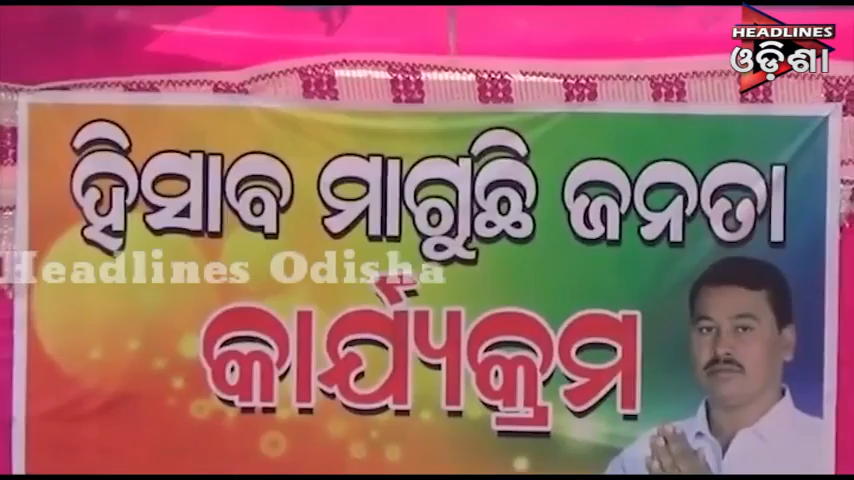 HEADLINES
ଓଡ଼ିଶା
ହିସାବ ମାଗୁଛି ଜନତା
Headlines Odisha
କାର୍ଯ୍ୟକ୍ରମ